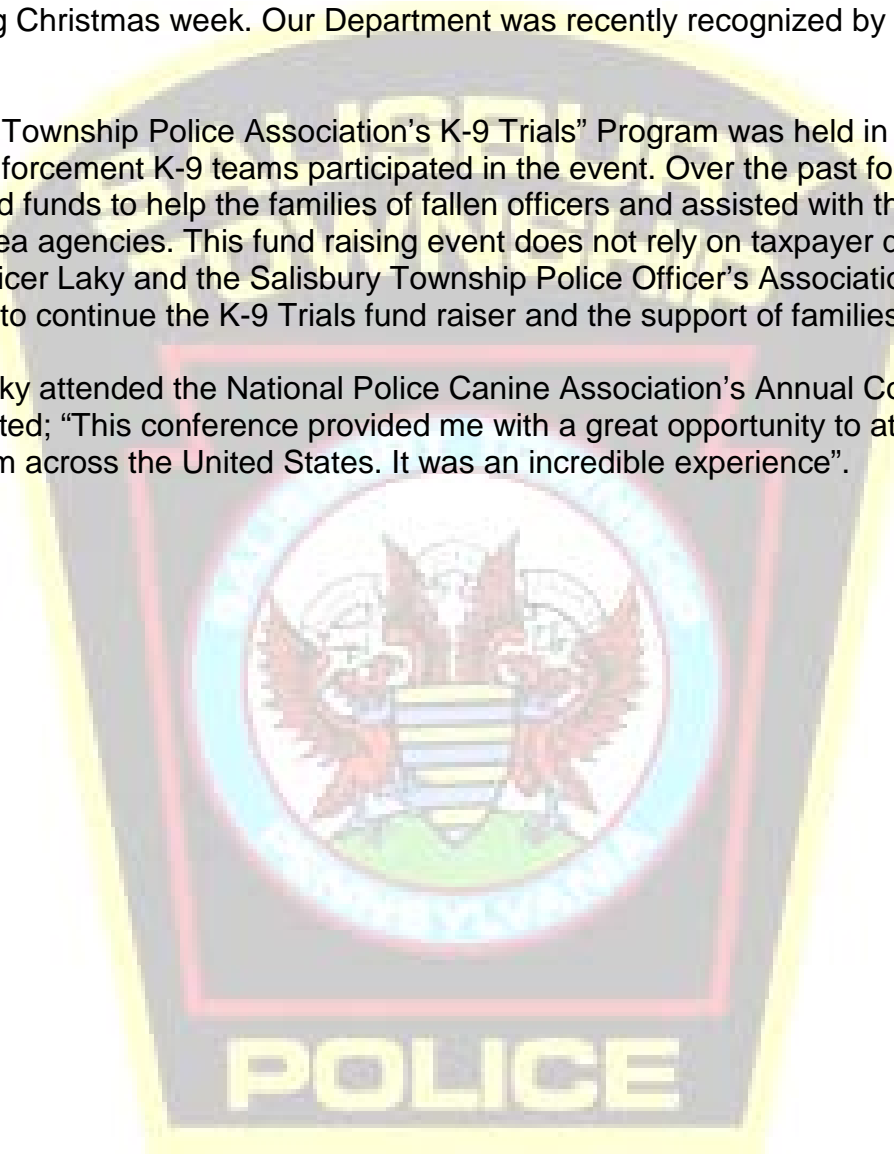 g Christmas week. Our Department was recently recognized by
Township Police Association’s K-9 Trials” Program was held in
forcement K-9 teams participated in the event. Over the past fo
d funds to help the families of fallen officers and assisted with th
ea agencies. This fund raising event does not rely on taxpayer
icer Laky and the Salisbury Township Police Officer’s Associatio
to continue the K-9 Trials fund raiser and the support of families
ky attended the National Police Canine Association’s Annual Co
ted; “This conference provided me with a great opportunity to at
m across the United States. It was an incredible experience”.
SALISBURY
TOWNSHIP
PENNSYLVANIA
POLICE